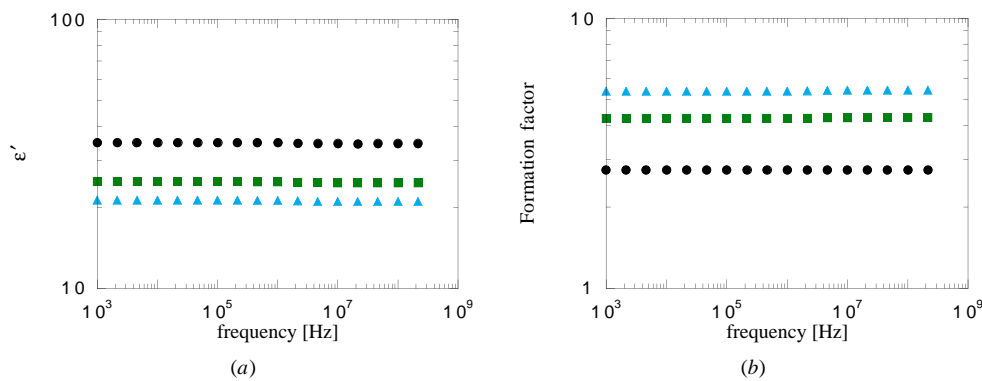 100
ε′
10
10³ 10⁵ 10⁷ 10⁹
frequency [Hz]
(a)
10
Formation factor
1
10³ 10⁵ 10⁷ 10⁹
frequency [Hz]
(b)